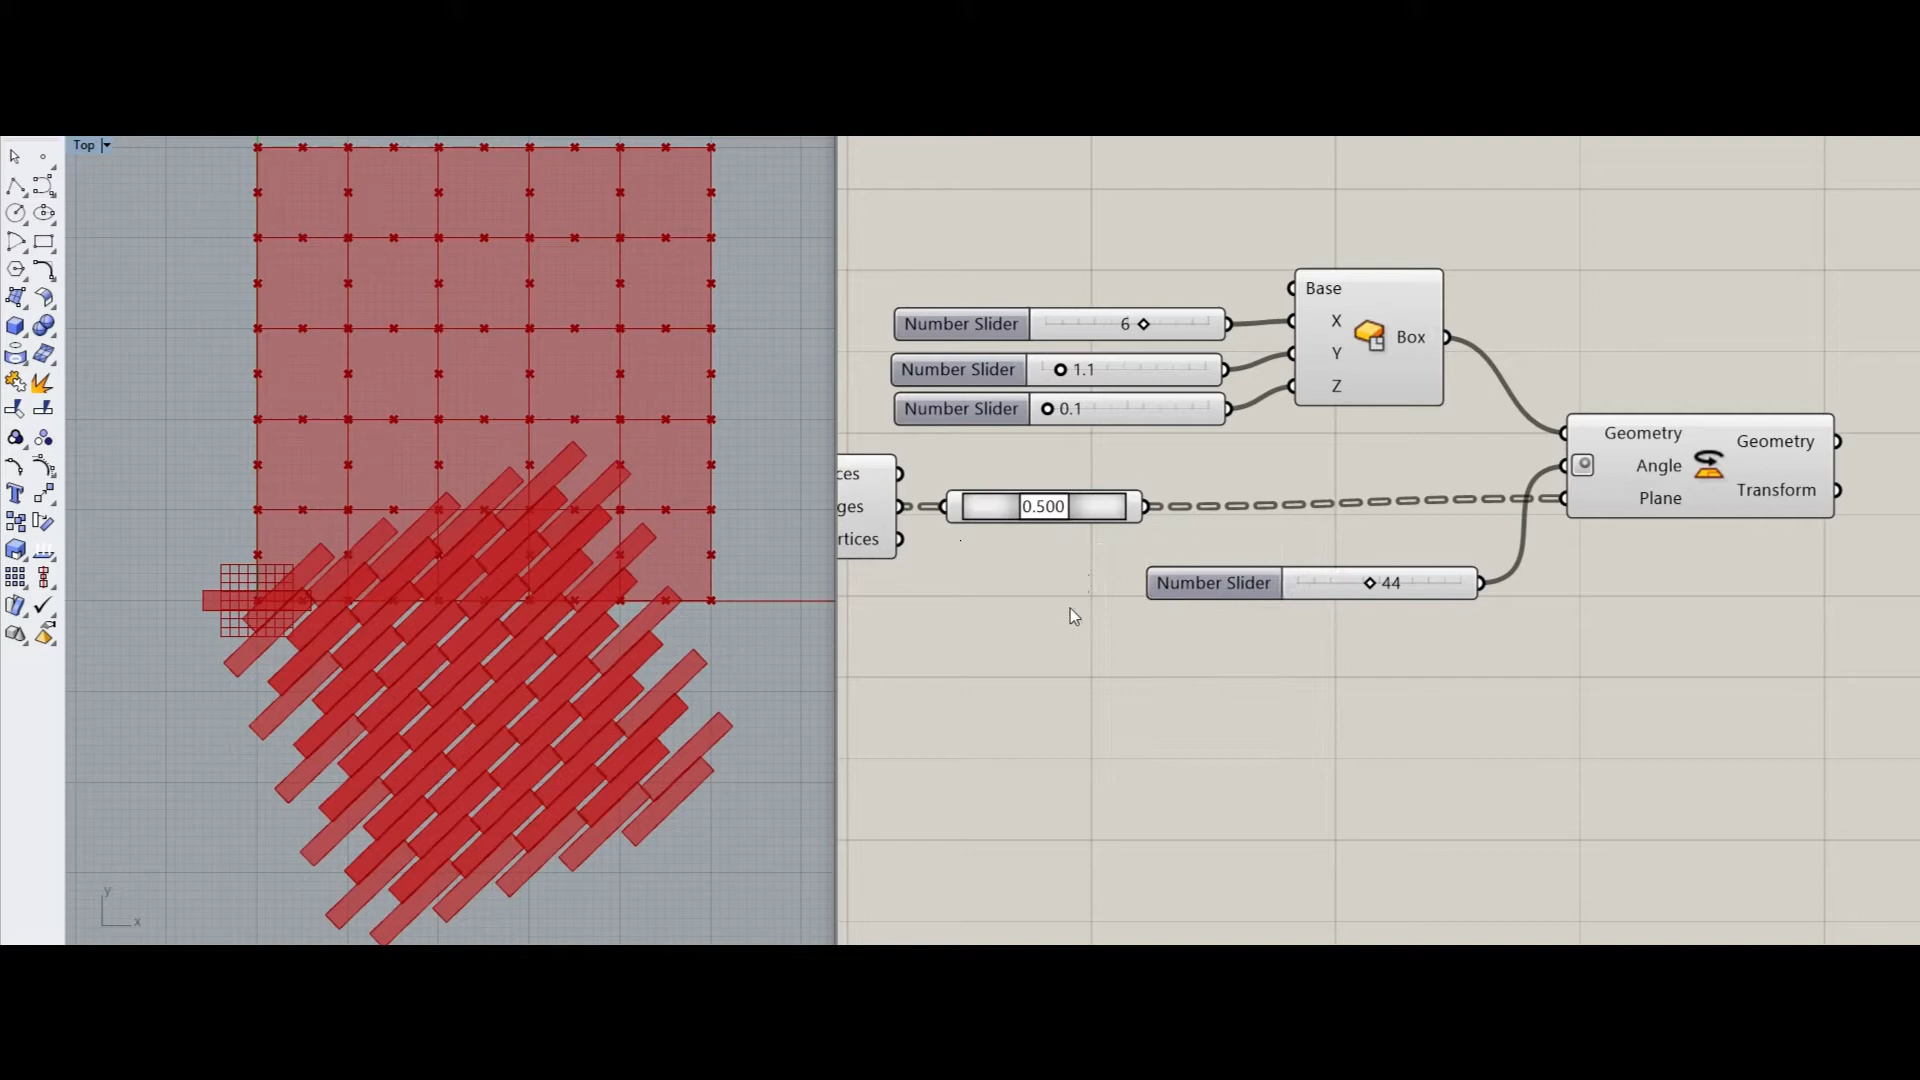 Top
Base
Number Slider 6 X
Box
Number Slider 1.1 Y
Number Slider 0.1 Z
Geometry
Geometry
Angle
ces
Transform
Plane
ges
0.500
rtices
Number Slider 44
y
x